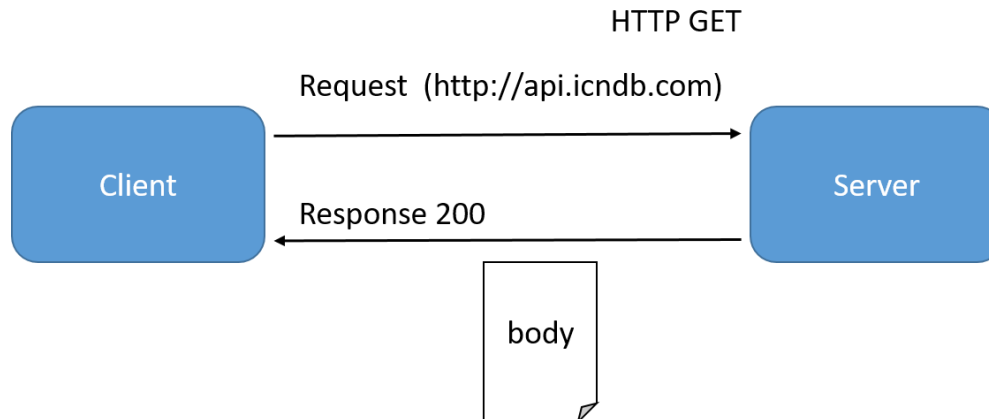 HTTP GET
Request  (http://api.icndb.com)
Client
Server
Response 200
body